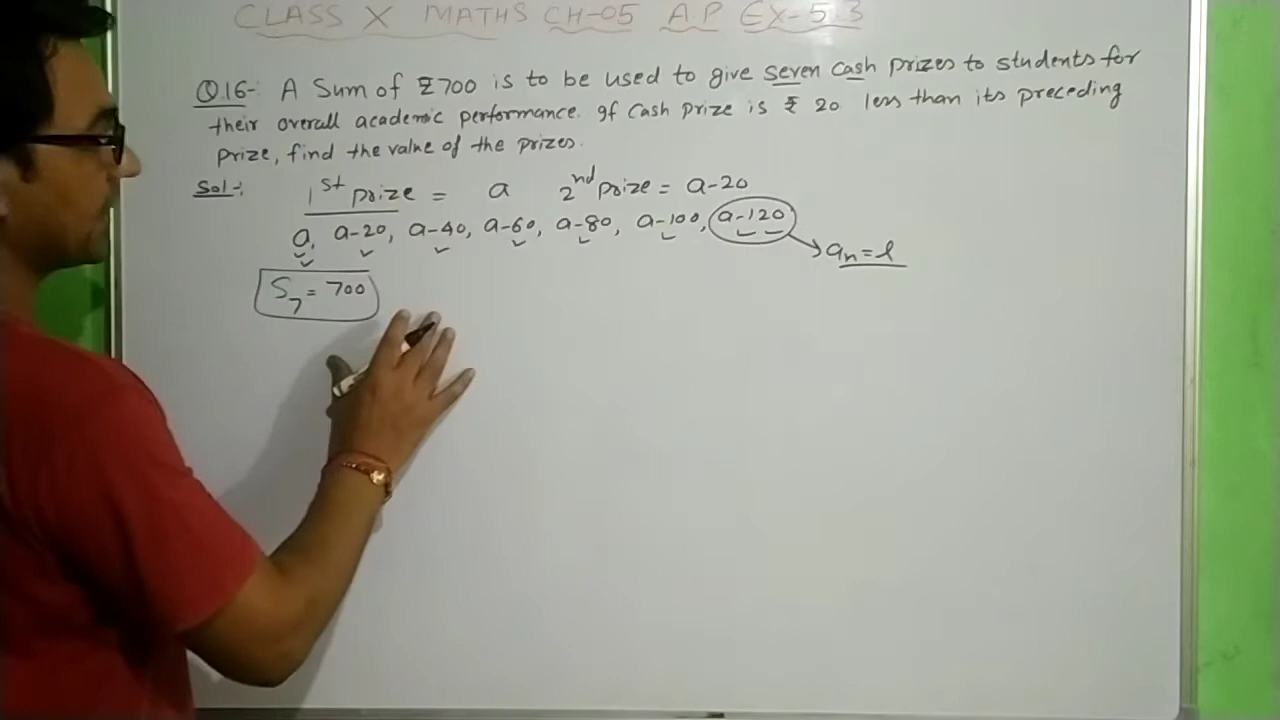 CLASS X MATHS CH-05 AP EX-5.3
Q.16-: A Sum of ₹700 is to be used to give seven cash prizes to students for
their overall academic performance. If Cash prize is ₹ 20 less than its preceding
prize, find the value of the prizes.
Sol-: 1st prize = a 2nd prize = a-20
a, a-20, a-40, a-60, a-80, a-100, a-120
an = l
S7 = 700